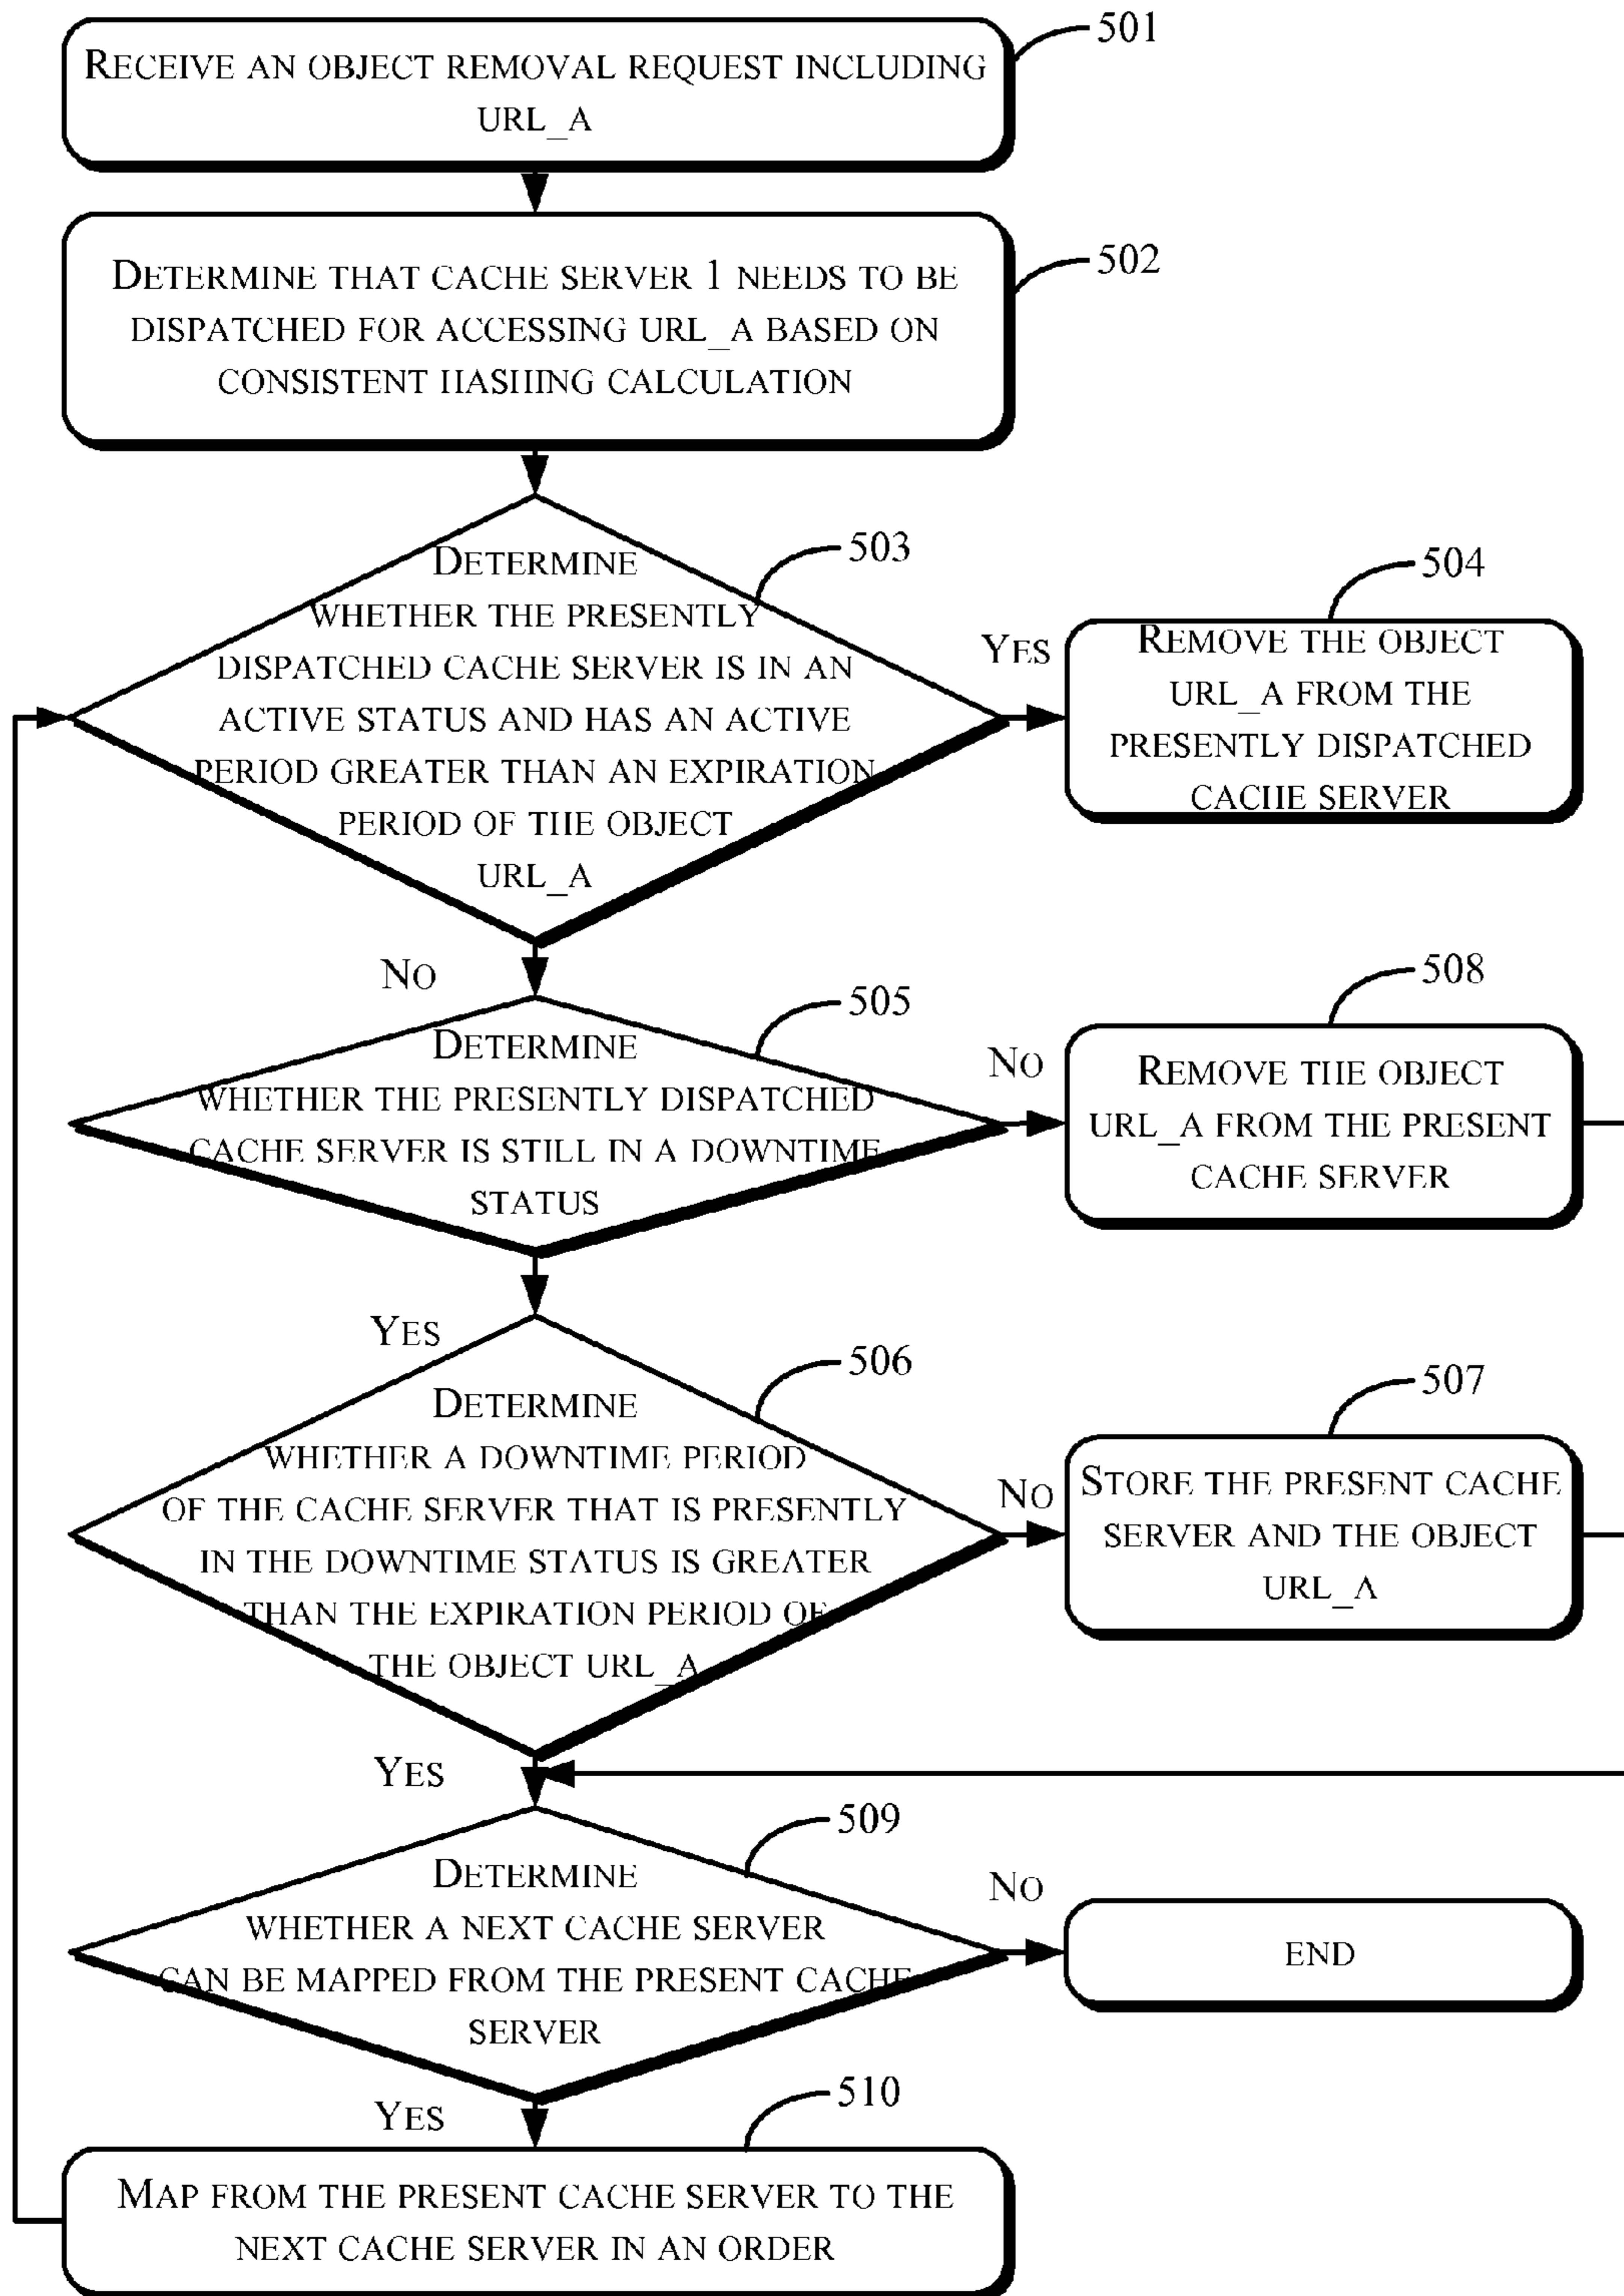 RECEIVE AN OBJECT REMOVAL REQUEST INCLUDING
URL_A
501
DETERMINE THAT CACHE SERVER 1 NEEDS TO BE
DISPATCHED FOR ACCESSING URL_A BASED ON
CONSISTENT HASHING CALCULATION
502
DETERMINE
WHETHER THE PRESENTLY
DISPATCHED CACHE SERVER IS IN AN
ACTIVE STATUS AND HAS AN ACTIVE
PERIOD GREATER THAN AN EXPIRATION
PERIOD OF THE OBJECT
URL_A
503
YES
504
REMOVE THE OBJECT
URL_A FROM THE
PRESENTLY DISPATCHED
CACHE SERVER
NO
DETERMINE
WHETHER THE PRESENTLY DISPATCHED
CACHE SERVER IS STILL IN A DOWNTIME
STATUS
505
NO
508
REMOVE THE OBJECT
URL_A FROM THE PRESENT
CACHE SERVER
YES
DETERMINE
WHETHER A DOWNTIME PERIOD
OF THE CACHE SERVER THAT IS PRESENTLY
IN THE DOWNTIME STATUS IS GREATER
THAN THE EXPIRATION PERIOD OF
THE OBJECT URL_A
506
NO
507
STORE THE PRESENT CACHE
SERVER AND THE OBJECT
URL_A
YES
DETERMINE
WHETHER A NEXT CACHE SERVER
CAN BE MAPPED FROM THE PRESENT CACHE
SERVER
509
NO
END
YES
510
MAP FROM THE PRESENT CACHE SERVER TO THE
NEXT CACHE SERVER IN AN ORDER